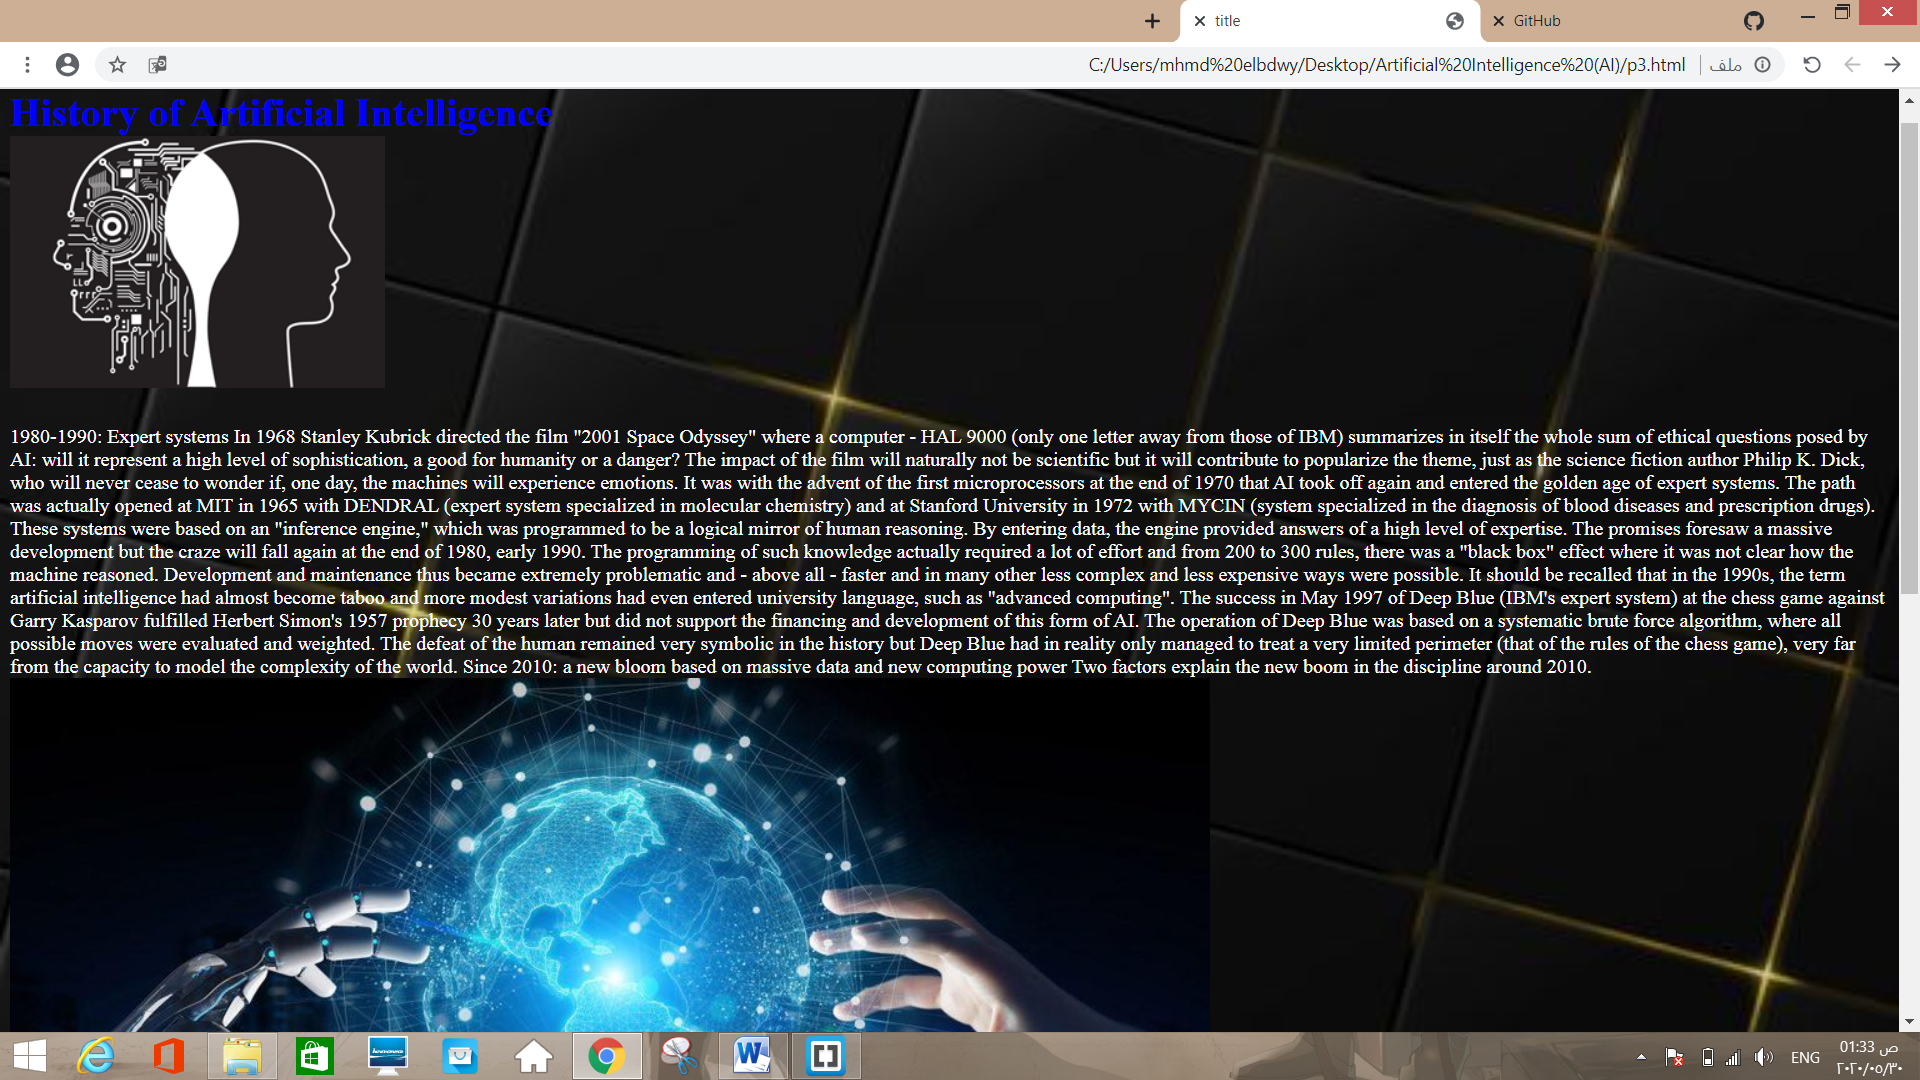 title
GitHub
C:/Users/mhmd%20elbdwy/Desktop/Artificial%20Intelligence%20(AI)/p3.html
ملف
History of Artificial Intelligence
1980-1990: Expert systems In 1968 Stanley Kubrick directed the film "2001 Space Odyssey" where a computer - HAL 9000 (only one letter away from those of IBM) summarizes in itself the whole sum of ethical questions posed by
AI: will it represent a high level of sophistication, a good for humanity or a danger? The impact of the film will naturally not be scientific but it will contribute to popularize the theme, just as the science fiction author Philip K. Dick,
who will never cease to wonder if, one day, the machines will experience emotions. It was with the advent of the first microprocessors at the end of 1970 that AI took off again and entered the golden age of expert systems. The path
was actually opened at MIT in 1965 with DENDRAL (expert system specialized in molecular chemistry) and at Stanford University in 1972 with MYCIN (system specialized in the diagnosis of blood diseases and prescription drugs).
These systems were based on an "inference engine," which was programmed to be a logical mirror of human reasoning. By entering data, the engine provided answers of a high level of expertise. The promises foresaw a massive
development but the craze will fall again at the end of 1980, early 1990. The programming of such knowledge actually required a lot of effort and from 200 to 300 rules, there was a "black box" effect where it was not clear how the
machine reasoned. Development and maintenance thus became extremely problematic and - above all - faster and in many other less complex and less expensive ways were possible. It should be recalled that in the 1990s, the term
artificial intelligence had almost become taboo and more modest variations had even entered university language, such as "advanced computing". The success in May 1997 of Deep Blue (IBM's expert system) at the chess game against
Garry Kasparov fulfilled Herbert Simon's 1957 prophecy 30 years later but did not support the financing and development of this form of AI. The operation of Deep Blue was based on a systematic brute force algorithm, where all
possible moves were evaluated and weighted. The defeat of the human remained very symbolic in the history but Deep Blue had in reality only managed to treat a very limited perimeter (that of the rules of the chess game), very far
from the capacity to model the complexity of the world. Since 2010: a new bloom based on massive data and new computing power Two factors explain the new boom in the discipline around 2010.
lenovo
ENG
01:33 ص
٢٠٢٠/٠٥/٣٠